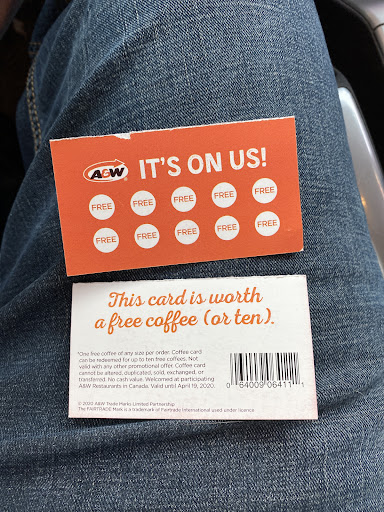 A&W IT'S ON US!
FREE FREE FREE FREE FREE
FREE FREE FREE FREE FREE
This card is worth
a free coffee (or ten).
*One free coffee of any size per order. Coffee card
can be redeemed for up to ten free coffees. Not
valid with any other promotional offer. Coffee card
cannot be altered, duplicated, sold, exchanged, or
transferred. No cash value. Welcomed at participating
A&W Restaurants in Canada. Valid until April 19, 2020.
0 64009 06411 1
© 2020 A&W Trade Marks Limited Partnership
The FAIRTRADE Mark is a trademark of Fairtrade International used under licence